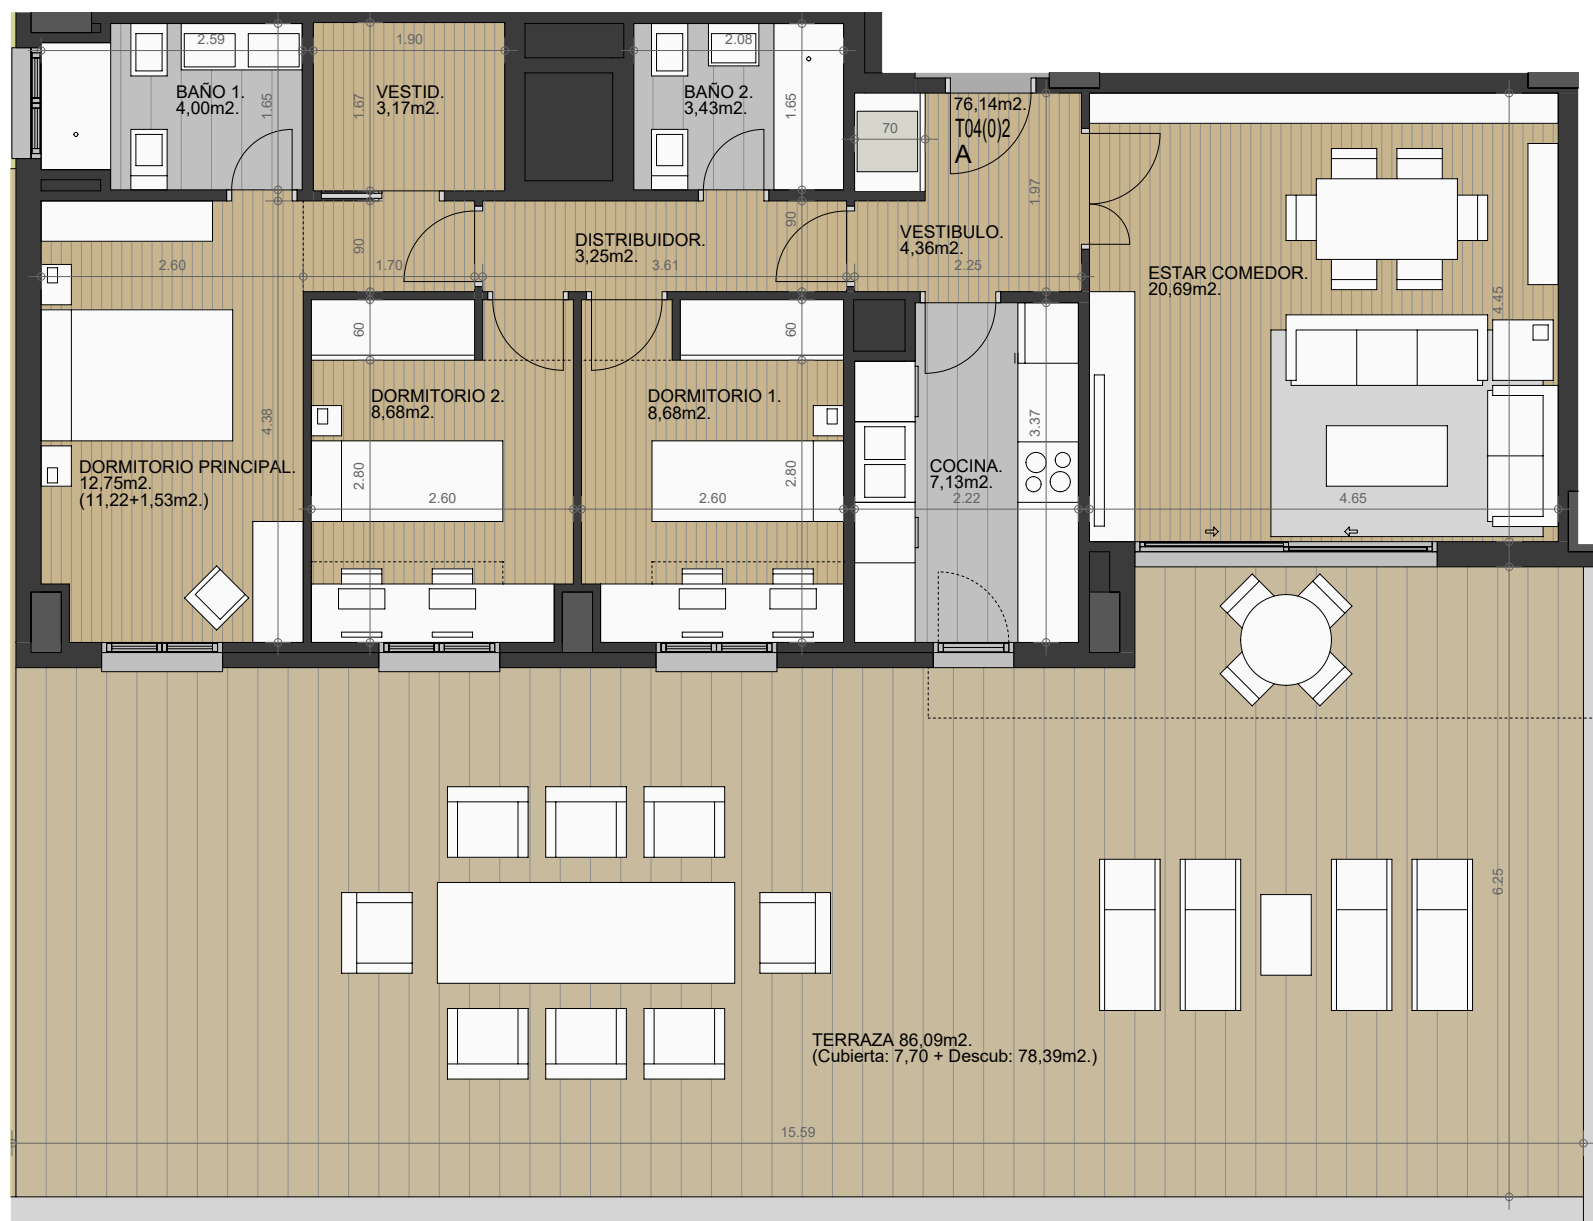 2.59
1.90
2.08
BAÑO 1.
4,00m2.
1.65
1.67
VESTID.
3,17m2.
BAÑO 2.
3,43m2.
1.65
70
76,14m2.
T04(0)2
A
1.97
90
DISTRIBUIDOR.
3,25m2.
90
VESTIBULO.
4,36m2.
2.60
1.70
3.61
2.25
ESTAR COMEDOR.
20,69m2.
4.45
60
60
DORMITORIO 2.
8,68m2.
DORMITORIO 1.
8,68m2.
4.38
3.37
DORMITORIO PRINCIPAL.
12,75m2.
(11,22+1,53m2.)
2.80
2.60
2.80
2.60
COCINA.
7,13m2.
2.22
4.65
6.25
TERRAZA 86,09m2.
(Cubierta: 7,70 + Descub: 78,39m2.)
15.59